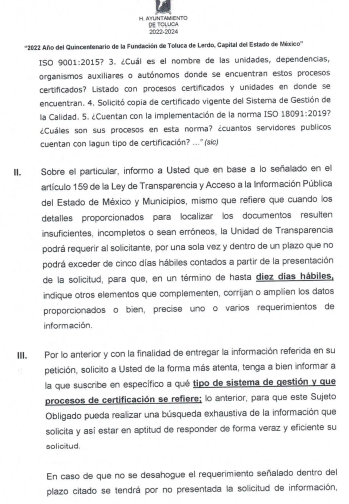 H. AYUNTAMIENTO
DE TOLUCA
2022-2024
"2022 Año del Quincentenario de la Fundación de Toluca de Lerdo, Capital del Estado de México"
ISO 9001:2015? 3. ¿Cuál es el nombre de las unidades, dependencias,
organismos auxiliares o autónomos donde se encuentran estos procesos
certificados? Listado con procesos certificados y unidades en donde se
encuentran. 4. Solicitó copia de certificado vigente del Sistema de Gestión de
la Calidad. 5. ¿Cuentan con la implementación de la norma ISO 18091:2019?
¿Cuáles son sus procesos en esta norma? ¿cuantos servidores publicos
cuentan con lagun tipo de certificación? ..." (sic)
II. Sobre el particular, informo a Usted que en base a lo señalado en el
artículo 159 de la Ley de Transparencia y Acceso a la Información Pública
del Estado de México y Municipios, mismo que refiere que cuando los
detalles proporcionados para localizar los documentos resulten
insuficientes, incompletos o sean erróneos, la Unidad de Transparencia
podrá requerir al solicitante, por una sola vez y dentro de un plazo que no
podrá exceder de cinco días hábiles contados a partir de la presentación
de la solicitud, para que, en un término de hasta diez días hábiles,
indique otros elementos que complementen, corrijan o amplíen los datos
proporcionados o bien, precise uno o varios requerimientos de
información.
III. Por lo anterior y con la finalidad de entregar la información referida en su
petición, solicito a Usted de la forma más atenta, tenga a bien informar a
la que suscribe en específico a qué tipo de sistema de gestión y que
procesos de certificación se refiere; lo anterior, para que este Sujeto
Obligado pueda realizar una búsqueda exhaustiva de la información que
solicita y así estar en aptitud de responder de forma veraz y eficiente su
solicitud.
En caso de que no se desahogue el requerimiento señalado dentro del
plazo citado se tendrá por no presentada la solicitud de información,